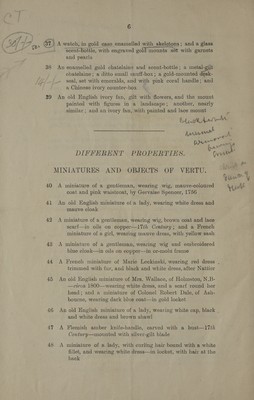 CT
6
37 A watch, in gold case enamelled with skeletons; and a glass
scent-bottle, with engraved gold mounts set with garnets
and pearls
38 An enamelled gold chatelaine and scent-bottle; a metal-gilt
chatelaine; a ditto small snuff-box; a gold-mounted desk-
seal, set with emeralds, and with pink coral handle; and
a Chinese ivory counter-box
39 An old English ivory fan, gilt with flowers, and the mount
painted with figures in a landscape; another, nearly
similar; and an ivory fan, with painted and lace mount
DIFFERENT PROPERTIES.
MINIATURES AND OBJECTS OF VERTU.
40 A miniature of a gentleman, wearing wig, mauve-coloured
coat and pink waistcoat, by Gervaise Spencer, 1756
41 An old English miniature of a lady, wearing white dress and
mauve cloak
42 A miniature of a gentleman, wearing wig, brown coat and lace
scarf—in oils on copper—17th Century; and a French
miniature of a girl, wearing mauve dress, with yellow sash
43 A miniature of a gentleman, wearing wig and embroidered
blue cloak—in oils on copper—in or-moulu frame
44 A French miniature of Marie Leckinski, wearing red dress
trimmed with fur, and black and white dress, after Nattier
45 An old English miniature of Mrs. Wallace, of Holmston, N.B.
—circa 1800—wearing white dress, and a scarf round her
head; and a miniature of Colonel Robert Dale, of Ash-
bourne, wearing dark blue coat—in gold locket
46 An old English miniature of a lady, wearing white cap, black
and white dress and brown shawl
47 A Flemish amber knife-handle, carved with a bust—17th
Century—mounted with silver-gilt blade
48 A miniature of a lady, with curling hair bound with a white
fillet, and wearing white dress—in locket, with hair at the
back